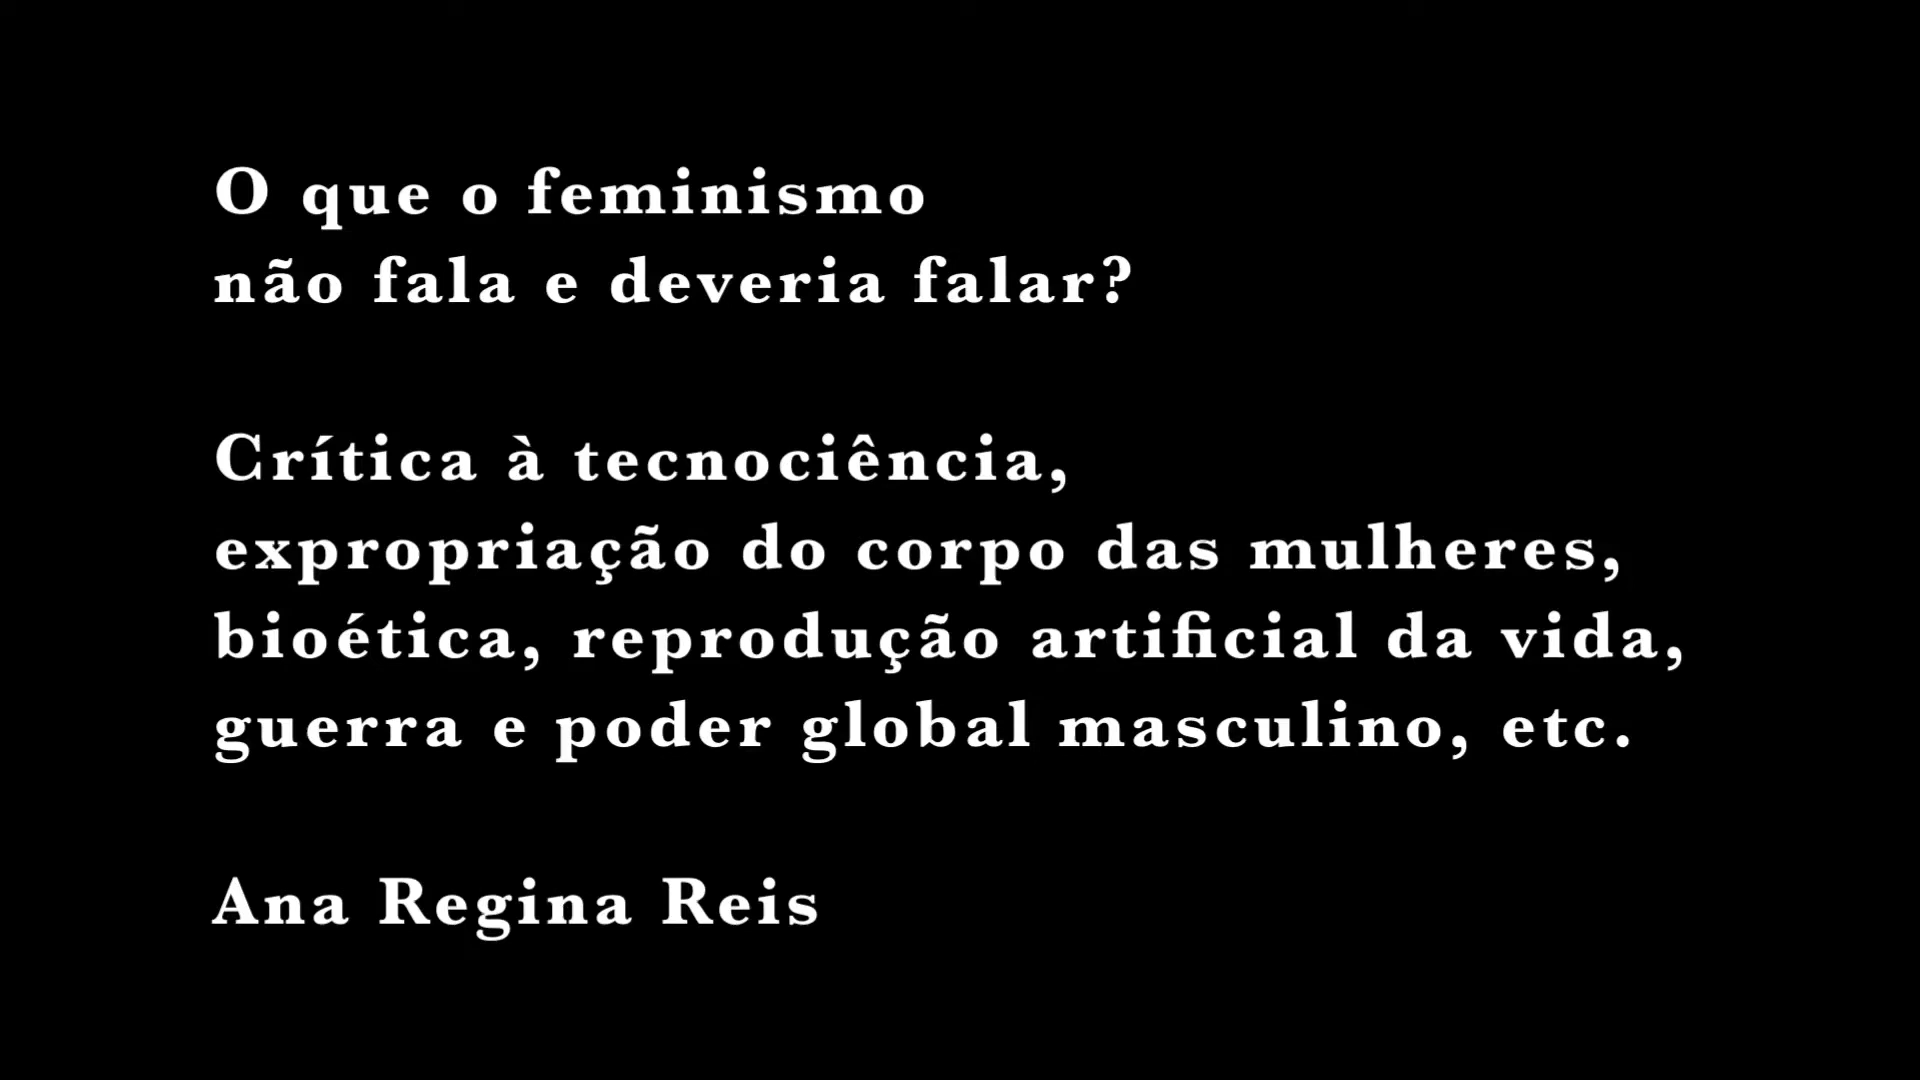 O que o feminismo
não fala e deveria falar?
Crítica à tecnociência,
expropriação do corpo das mulheres,
bioética, reprodução artificial da vida,
guerra e poder global masculino, etc.
Ana Regina Reis